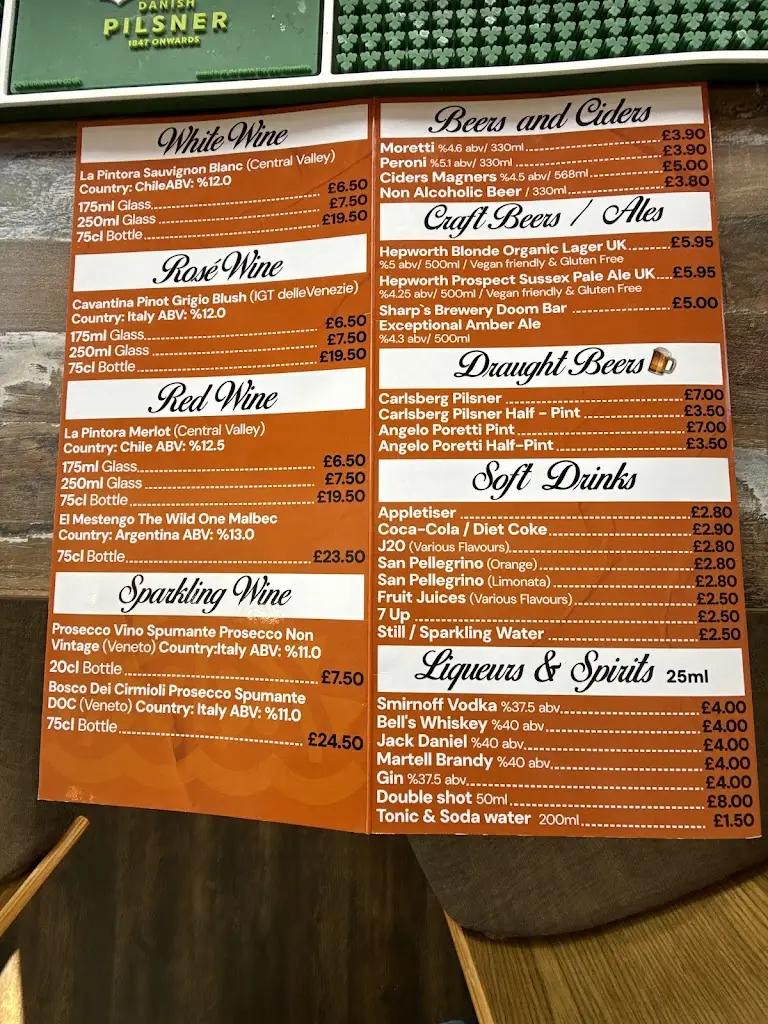 DANISH
PILSNER
1847 ONWARDS
White Wine
La Pintora Sauvignon Blanc (Central Valley)
Country: ChileABV: %12.0
175ml Glass £6.50
250ml Glass £7.50
75cl Bottle £19.50
Rosé Wine
Cavantina Pinot Grigio Blush (IGT delleVenezie)
Country: Italy ABV: %12.0
175ml Glass £6.50
250ml Glass £7.50
75cl Bottle £19.50
Red Wine
La Pintora Merlot (Central Valley)
Country: Chile ABV: %12.5
175ml Glass £6.50
250ml Glass £7.50
75cl Bottle £19.50
El Mestengo The Wild One Malbec
Country: Argentina ABV: %13.0
75cl Bottle £23.50
Sparkling Wine
Prosecco Vino Spumante Prosecco Non
Vintage (Veneto) Country:Italy ABV: %11.0
20cl Bottle £7.50
Bosco Dei Cirmioli Prosecco Spumante
DOC (Veneto) Country: Italy ABV: %11.0
75cl Bottle £24.50
Beers and Ciders
Moretti %4.6 abv/ 330ml £3.90
Peroni %5.1 abv/ 330ml £3.90
Ciders Magners %4.5 abv/ 568ml £5.00
Non Alcoholic Beer / 330ml £3.80
Craft Beers / Ales
Hepworth Blonde Organic Lager UK £5.95
%5 abv/ 500ml / Vegan friendly & Gluten Free
Hepworth Prospect Sussex Pale Ale UK £5.95
%4.25 abv/ 500ml / Vegan friendly & Gluten Free
Sharp`s Brewery Doom Bar £5.00
Exceptional Amber Ale
%4.3 abv/ 500ml
Draught Beers
Carlsberg Pilsner £7.00
Carlsberg Pilsner Half - Pint £3.50
Angelo Poretti Pint £7.00
Angelo Poretti Half-Pint £3.50
Soft Drinks
Appletiser £2.80
Coca-Cola / Diet Coke £2.90
J20 (Various Flavours) £2.80
San Pellegrino (Orange) £2.80
San Pellegrino (Limonata) £2.80
Fruit Juices (Various Flavours) £2.50
7 Up £2.50
Still / Sparkling Water £2.50
Liqueurs & Spirits 25ml
Smirnoff Vodka %37.5 abv £4.00
Bell's Whiskey %40 abv £4.00
Jack Daniel %40 abv £4.00
Martell Brandy %40 abv £4.00
Gin %37.5 abv £4.00
Double shot 50ml £8.00
Tonic & Soda water 200ml £1.50